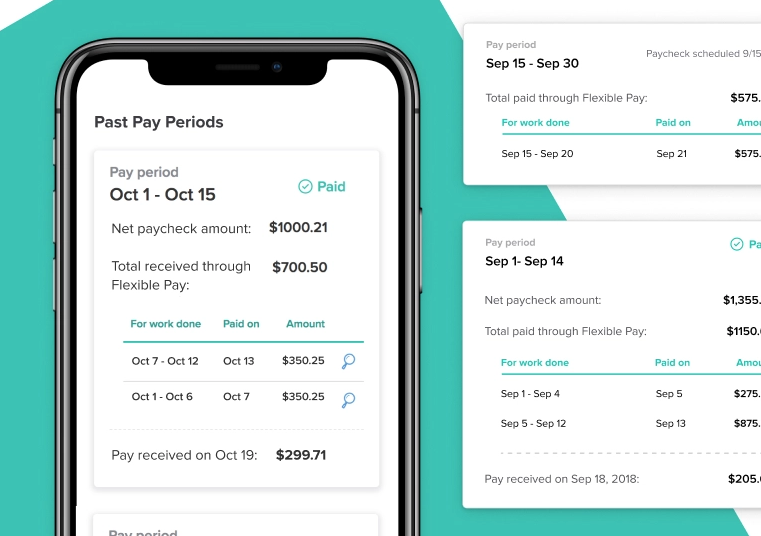 Past Pay Periods
Pay period
Oct 1 - Oct 15
Paid
Net paycheck amount: $1000.21
Total received through
Flexible Pay:
$700.50
For work done Paid on Amount
Oct 7 - Oct 12 Oct 13 $350.25
Oct 1 - Oct 6 Oct 7 $350.25
Pay received on Oct 19: $299.71
Pay period
Pay period
Sep 15 - Sep 30
Paycheck scheduled 9/15
Total paid through Flexible Pay: $575.
For work done Paid on Amou
Sep 15 - Sep 20 Sep 21 $575.
Pay period
Sep 1- Sep 14
Pa
Net paycheck amount: $1,355.
Total paid through Flexible Pay: $1150.
For work done Paid on Amou
Sep 1 - Sep 4 Sep 5 $275.
Sep 5 - Sep 12 Sep 13 $875.
Pay received on Sep 18, 2018: $205.